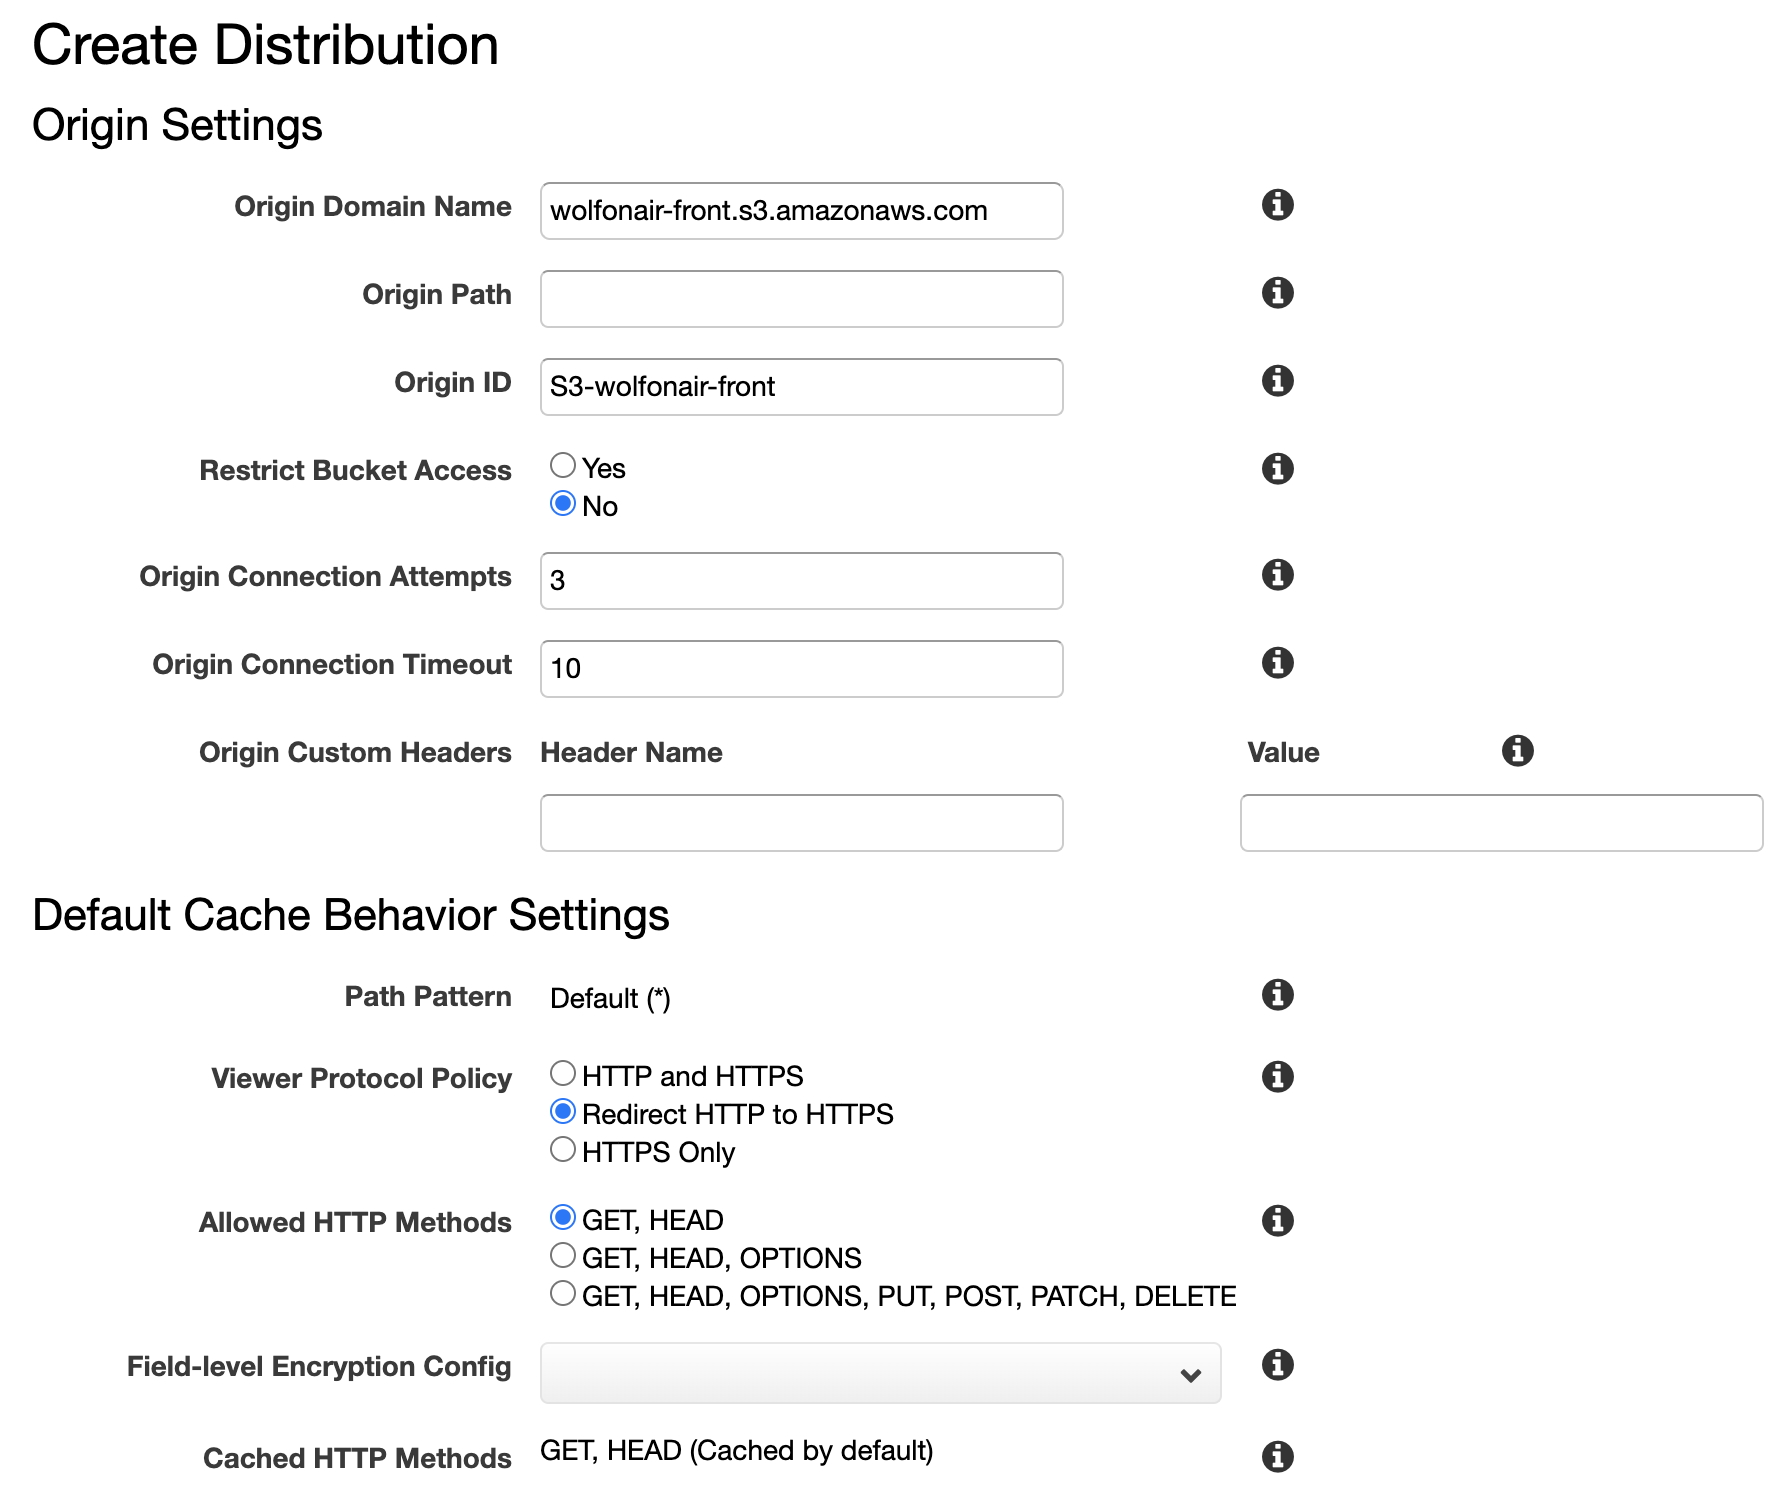 Create Distribution
Origin Settings
Origin Domain Name wolfonair-front.s3.amazonaws.com
Origin Path
Origin ID S3-wolfonair-front
Restrict Bucket Access Yes
No
Origin Connection Attempts 3
Origin Connection Timeout 10
Origin Custom Headers Header Name Value
Default Cache Behavior Settings
Path Pattern Default (*)
Viewer Protocol Policy HTTP and HTTPS
Redirect HTTP to HTTPS
HTTPS Only
Allowed HTTP Methods GET, HEAD
GET, HEAD, OPTIONS
GET, HEAD, OPTIONS, PUT, POST, PATCH, DELETE
Field-level Encryption Config
Cached HTTP Methods GET, HEAD (Cached by default)